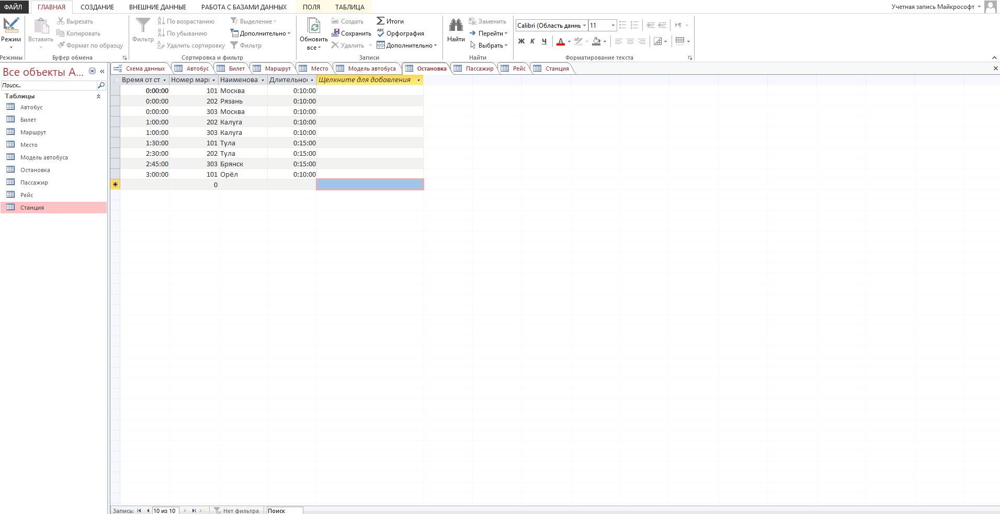 ФАЙЛ ГЛАВНАЯ СОЗДАНИЕ ВНЕШНИЕ ДАННЫЕ РАБОТА С БАЗАМИ ДАННЫХ ПОЛЯ ТАБЛИЦА Учетная запись Майкрософт
Режим
Режимы
Вставить
Вырезать
Копировать
Формат по образцу
Буфер обмена
Фильтр
По возрастанию
По убыванию
Удалить сортировку
Выделение
Дополнительно
Фильтр
Сортировка и фильтр
Обновить
все
Создать
Сохранить
Удалить
Итоги
Орфография
Дополнительно
Записи
Найти
Заменить
Перейти
Выбрать
Найти
Calibri (Область данны 11
Ж К Ч А
Форматирование текста
Все объекты A...
Поиск...
Таблицы
Автобус
Билет
Маршрут
Место
Модель автобуса
Остановка
Пассажир
Рейс
Станция
Схема данных Автобус Билет Маршрут Место Модель автобуса Остановка Пассажир Рейс Станция
Время от ст Номер марı Наименова Длительноı Щелкните для добавления
0:00:00 101 Москва 0:10:00
0:00:00 202 Рязань 0:10:00
0:00:00 303 Москва 0:10:00
1:00:00 202 Калуга 0:10:00
1:00:00 303 Калуга 0:10:00
1:30:00 101 Тула 0:15:00
2:30:00 202 Тула 0:15:00
2:45:00 303 Брянск 0:15:00
3:00:00 101 Орёл 0:10:00
0
Запись: 10 из 10 Нет фильтра Поиск